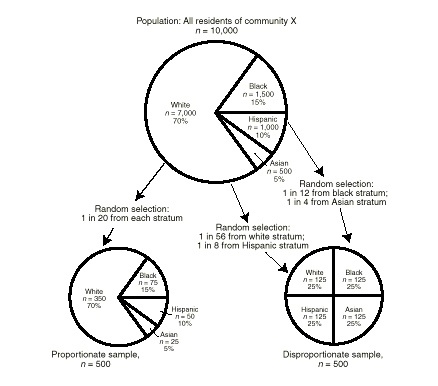 Population: All residents of community X
n = 10,000
Black
n = 1,500
15%
White
n = 7,000
70%
Hispanic
n = 1,000
10%
Asian
n = 500
5%
Random selection:
1 in 20 from each stratum
Random selection:
1 in 56 from white stratum;
1 in 8 from Hispanic stratum
Random selection:
1 in 12 from black stratum;
1 in 4 from Asian stratum
Black
n = 75
15%
White
n = 350
70%
Hispanic
n = 50
10%
Asian
n = 25
5%
Proportionate sample,
n = 500
White
n = 125
25%
Black
n = 125
25%
Hispanic
n = 125
25%
Asian
n = 125
25%
Disproportionate sample,
n = 500